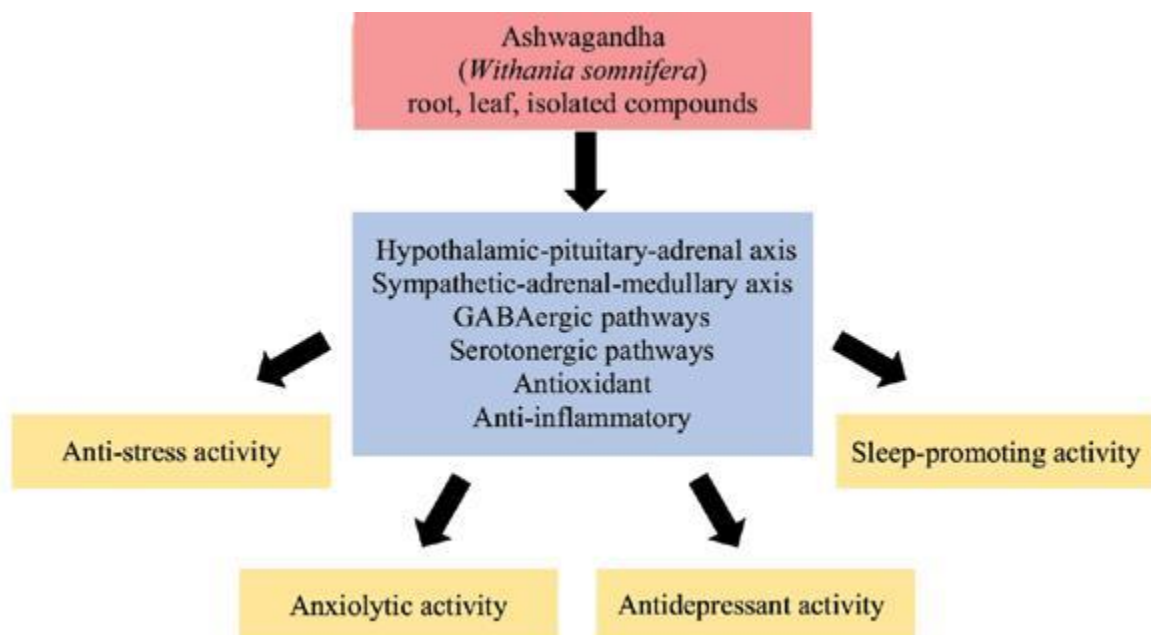 Ashwagandha
(Withania somnifera)
root, leaf, isolated compounds
Hypothalamic-pituitary-adrenal axis
Sympathetic-adrenal-medullary axis
GABAergic pathways
Serotonergic pathways
Antioxidant
Anti-inflammatory
Anti-stress activity
Sleep-promoting activity
Anxiolytic activity
Antidepressant activity